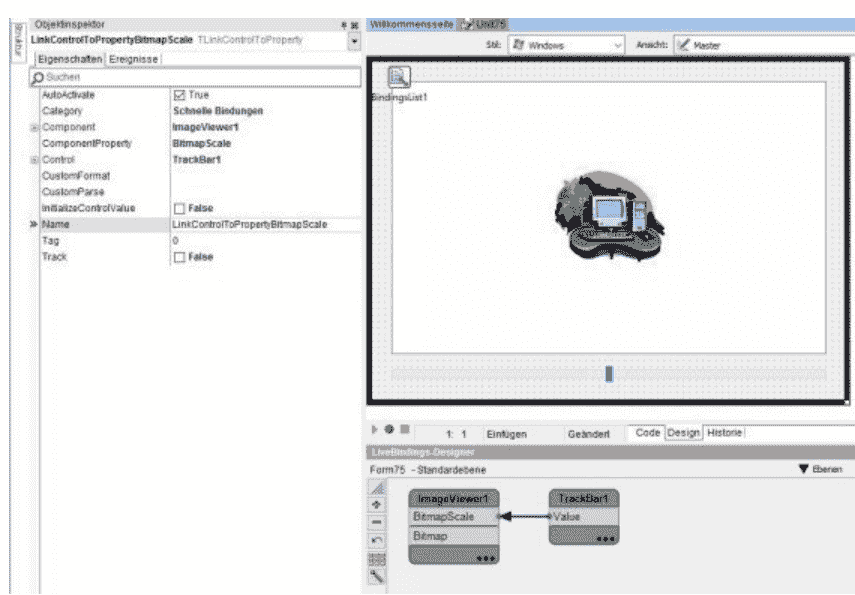 Objektinspektor
LinkControlToPropertyBitmapScale TLinkControlToProperty
Eigenschaften Ereignisse
Suchen
AutoActivate True
Category Schnelle Bindungen
Component ImageViewer1
ComponentProperty BitmapScale
Control TrackBar1
CustomFormat
CustomParse
InitializeControlValue False
Name LinkControlToPropertyBitmapScale
Tag 0
Track False
Struktur
Willkommensseite Unit75
Stil: Windows Ansicht: Master
BindingsList1
1: 1 Einfügen Geändert Code Design Historie
LiveBindings-Designer
Form75 - Standardebene Ebenen
ImageViewer1 TrackBar1
BitmapScale Value
Bitmap